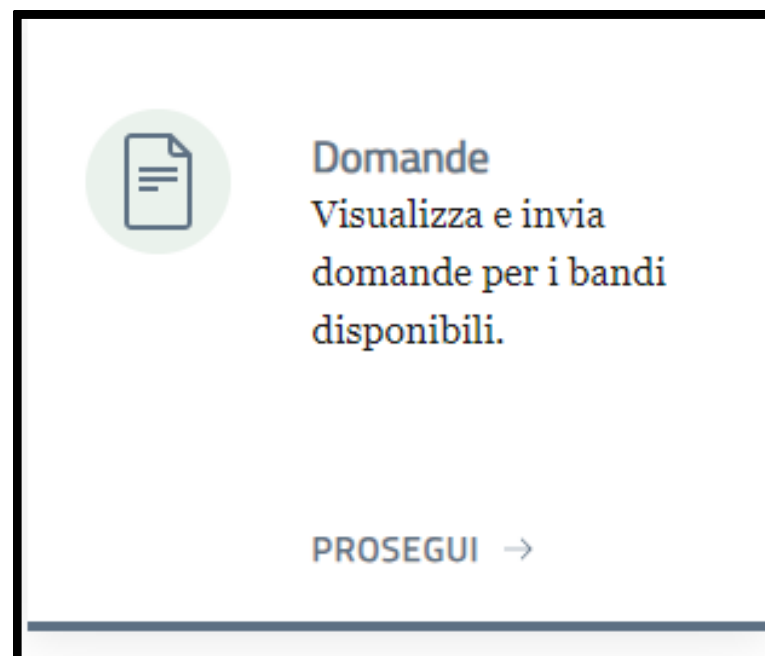 Domande
Visualizza e invia
domande per i bandi
disponibili.
PROSEGUI →